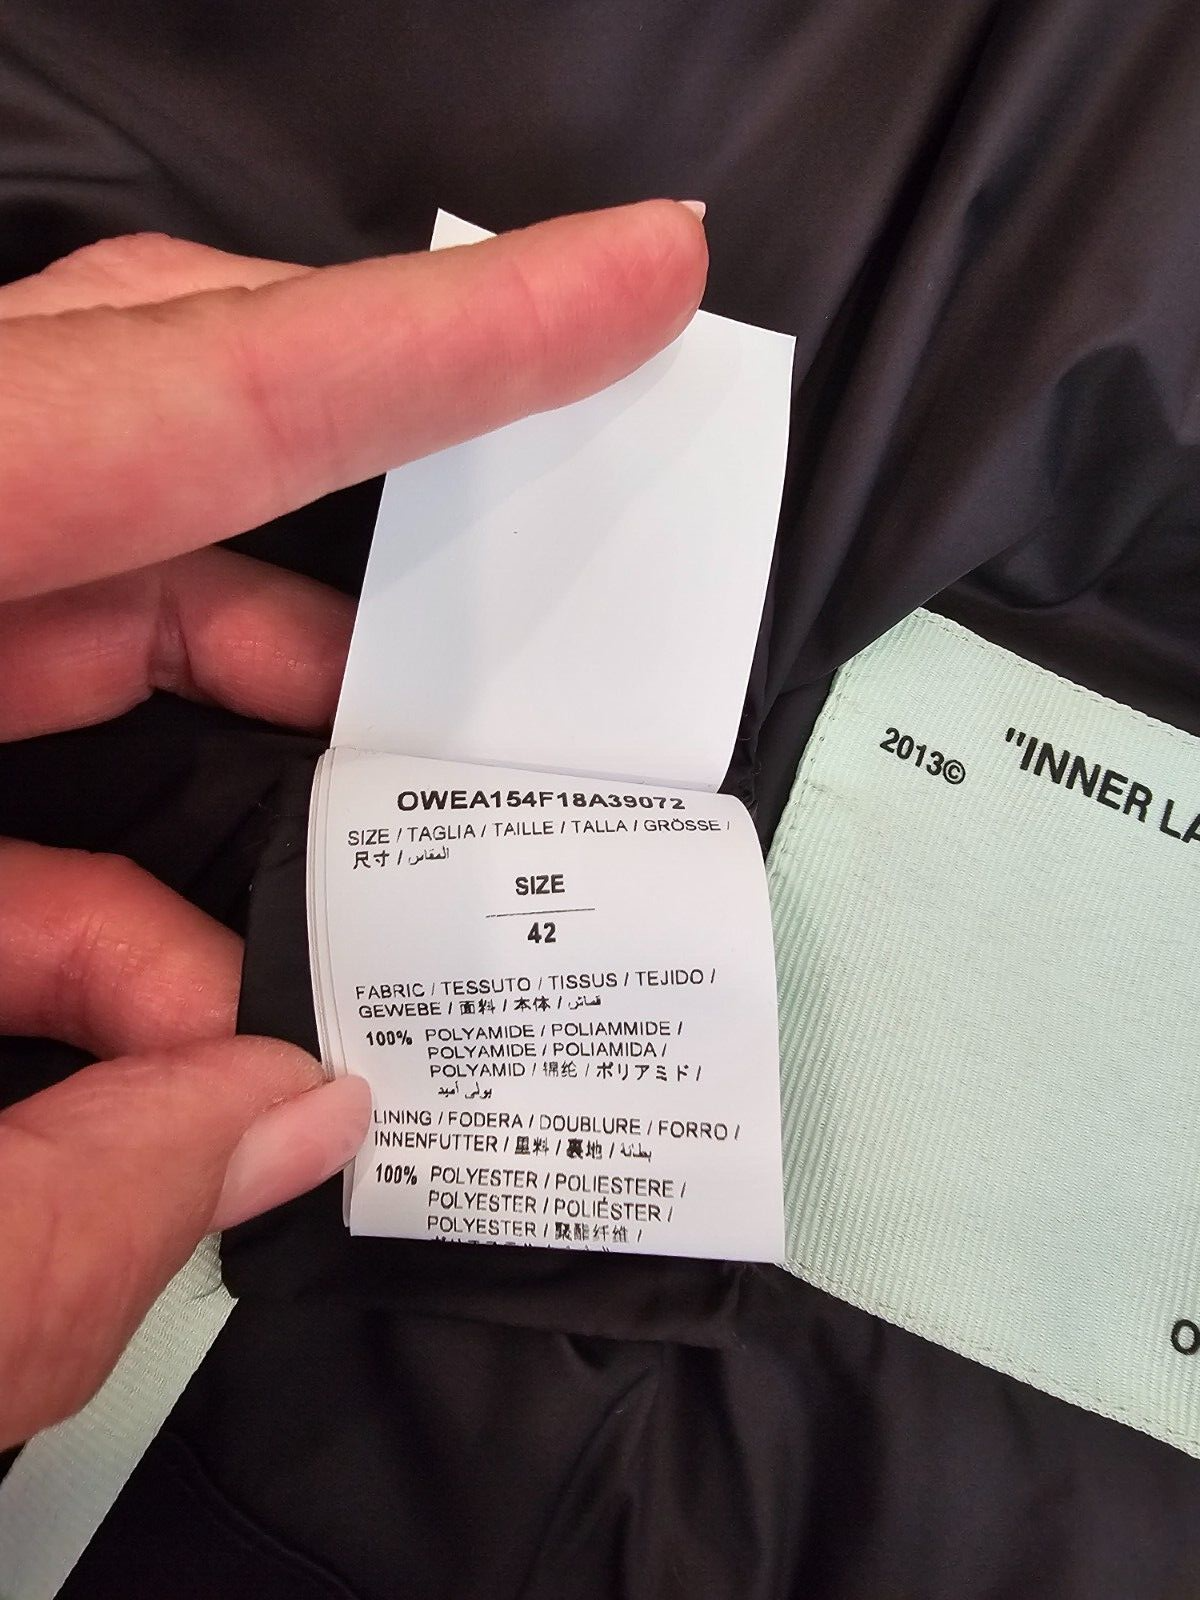 OWEA154F18A39072
SIZE / TAGLIA / TAILLE / TALLA / GRÖSSE /
尺寸 / المقاس
SIZE
42
FABRIC / TESSUTO / TISSUS / TEJIDO /
GEWEBE / 面料 / 本体 / قماش
100% POLYAMIDE / POLIAMMIDE /
POLYAMIDE / POLIAMIDA /
POLYAMID / 锦纶 / ポリアミド /
بولي أميد
LINING / FODERA / DOUBLURE / FORRO /
INNENFUTTER / 里料 / 裏地 / بطانة
100% POLYESTER / POLIESTERE /
POLYESTER / POLIÉSTER /
POLYESTER / 聚酯纤维 /
2013© "INNER LA
O